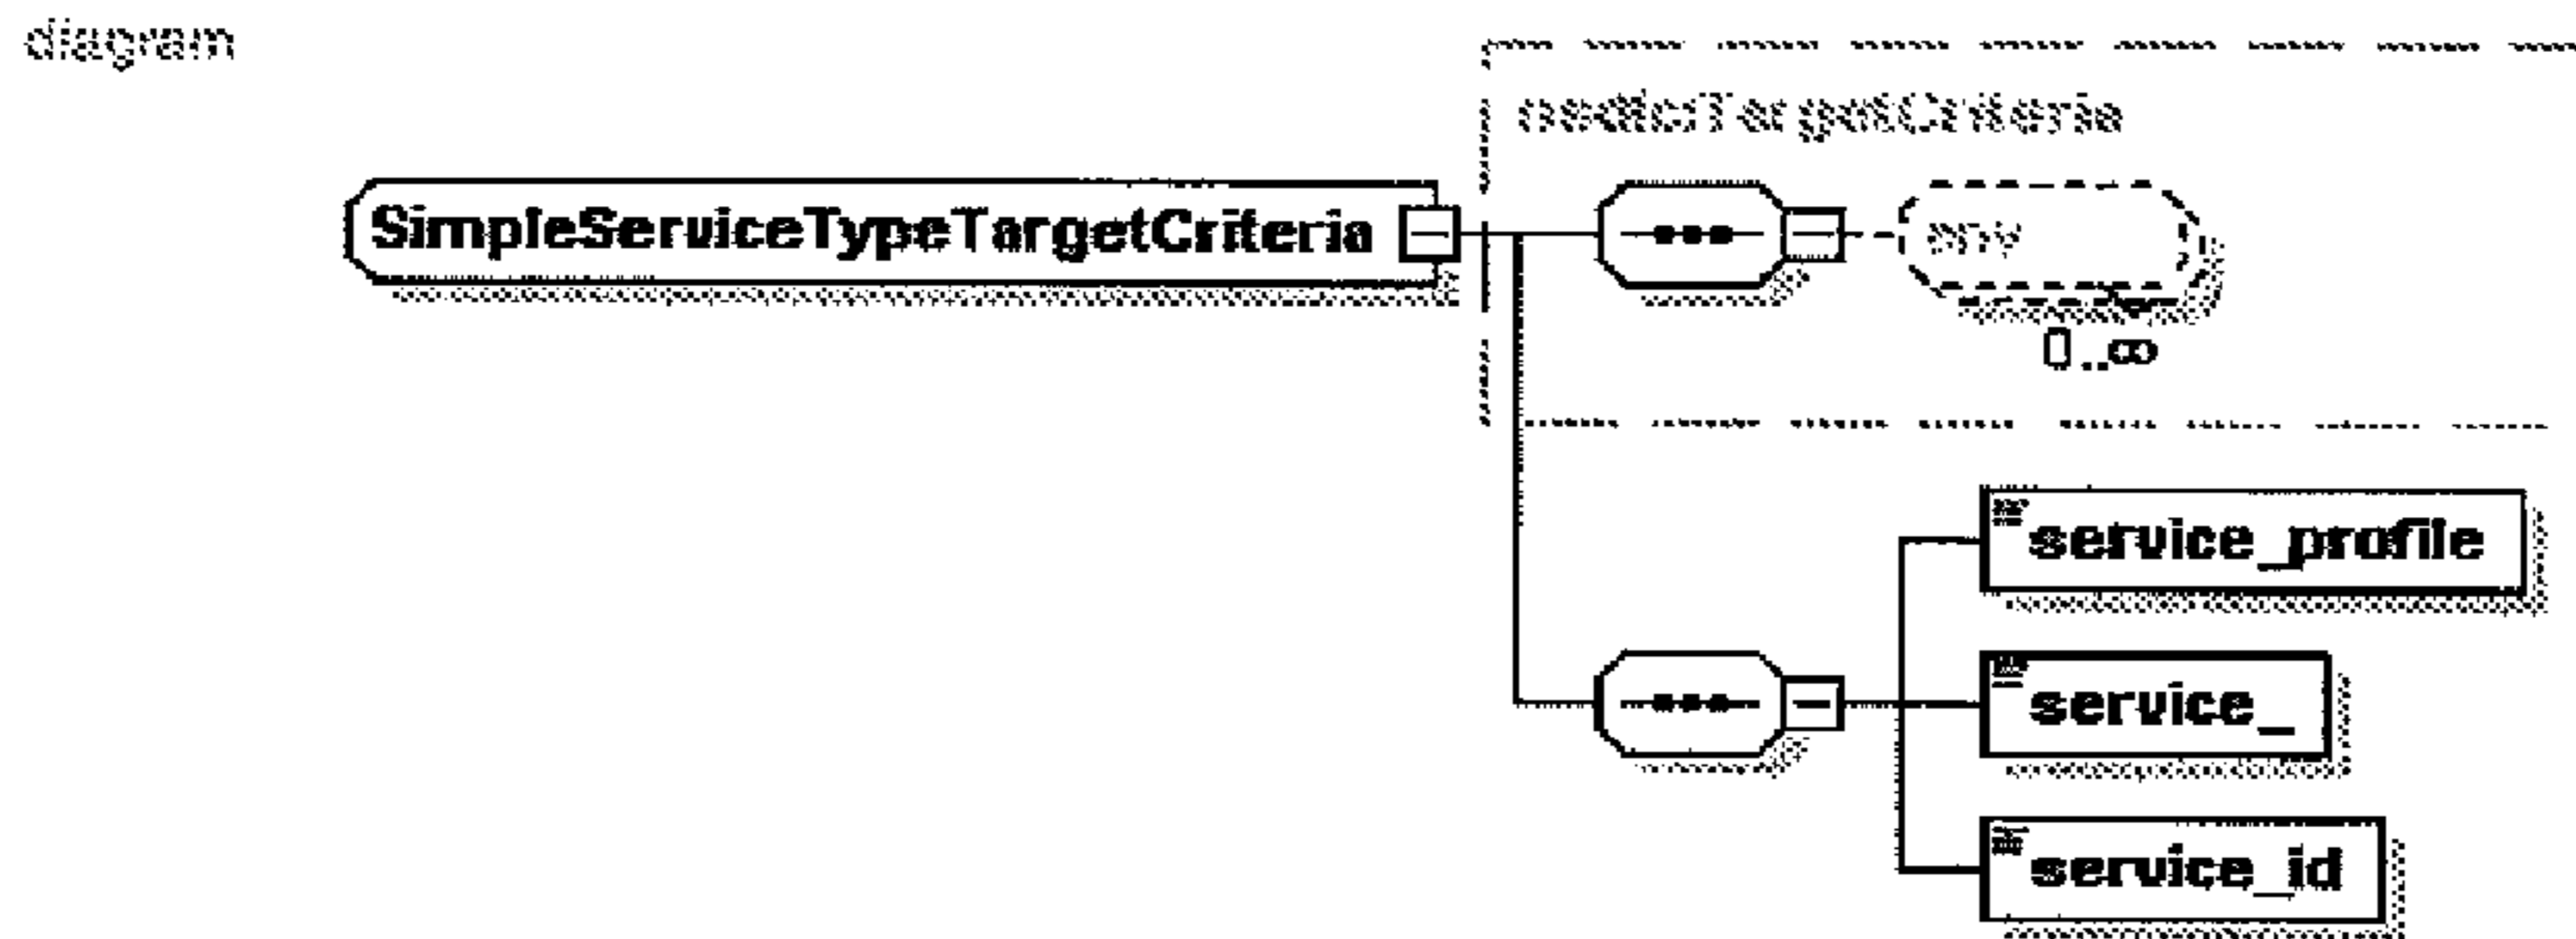 diagram
SimpleServiceTypeTargetCriteria
any
0..∞
service_profile
service_
service_id